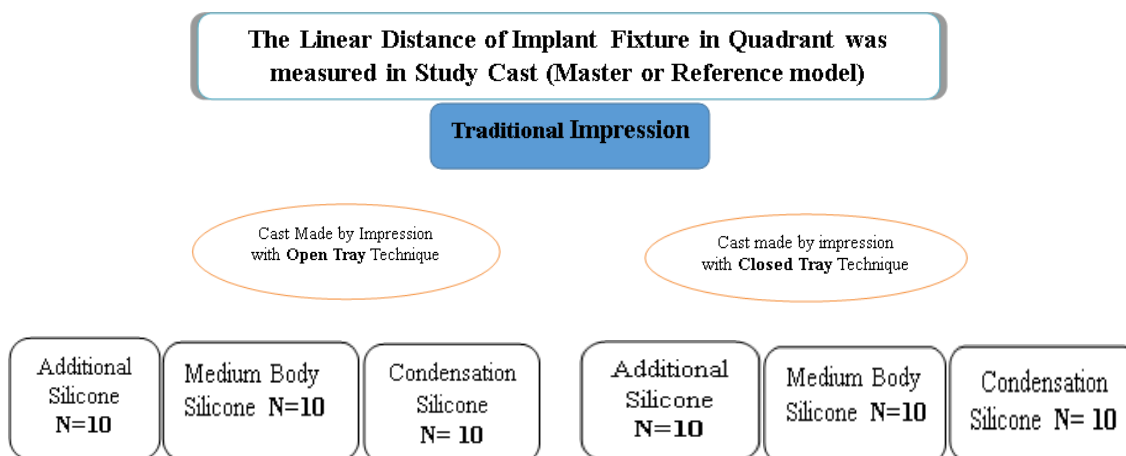 The Linear Distance of Implant Fixture in Quadrant was
measured in Study Cast (Master or Reference model)
Traditional Impression
Cast Made by Impression
with Open Tray Technique
Cast made by impression
with Closed Tray Technique
Additional
Silicone
N=10
Medium Body
Silicone N=10
Condensation
Silicone
N= 10
Additional
Silicone
N=10
Medium Body
Silicone N=10
Condensation
Silicone N= 10